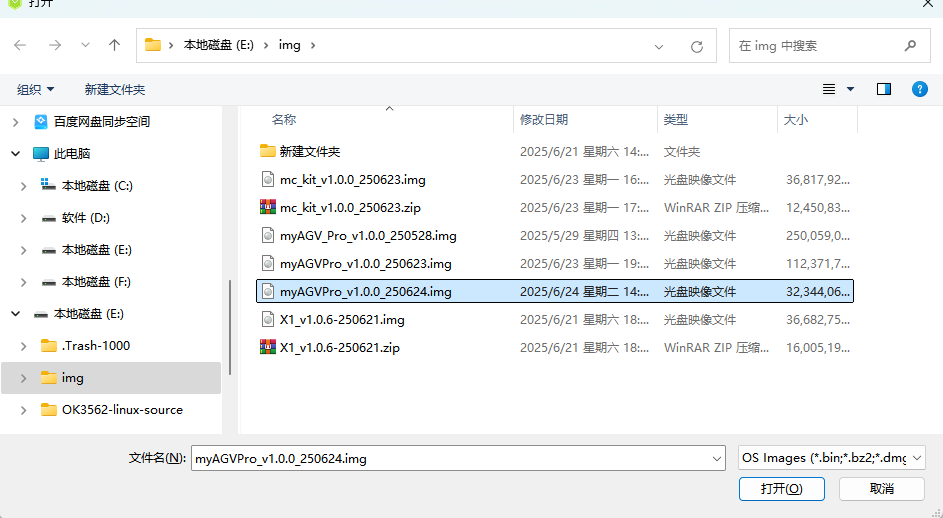 打开
本地磁盘 (E:) › img ›
在 img 中搜索
组织 新建文件夹
名称 修改日期 类型 大小
百度网盘同步空间
此电脑
本地磁盘 (C:)
软件 (D:)
本地磁盘 (E:)
本地磁盘 (F:)
本地磁盘 (E:)
.Trash-1000
img
OK3562-linux-source
新建文件夹 2025/6/21 星期六 14:... 文件夹
mc_kit_v1.0.0_250623.img 2025/6/23 星期一 16:... 光盘映像文件 36,817,92...
mc_kit_v1.0.0_250623.zip 2025/6/23 星期一 17:... WinRAR ZIP 压缩... 12,450,83...
myAGV_Pro_v1.0.0_250528.img 2025/5/29 星期四 13:... 光盘映像文件 250,059,0...
myAGVPro_v1.0.0_250623.img 2025/6/23 星期一 19:... 光盘映像文件 112,371,7...
myAGVPro_v1.0.0_250624.img 2025/6/24 星期二 14:... 光盘映像文件 32,344,06...
X1_v1.0.6-250621.img 2025/6/21 星期六 18:... 光盘映像文件 36,682,75...
X1_v1.0.6-250621.zip 2025/6/21 星期六 18:... WinRAR ZIP 压缩... 16,005,19...
文件名(N): myAGVPro_v1.0.0_250624.img OS Images (*.bin;*.bz2;*.dmg
打开(O) 取消